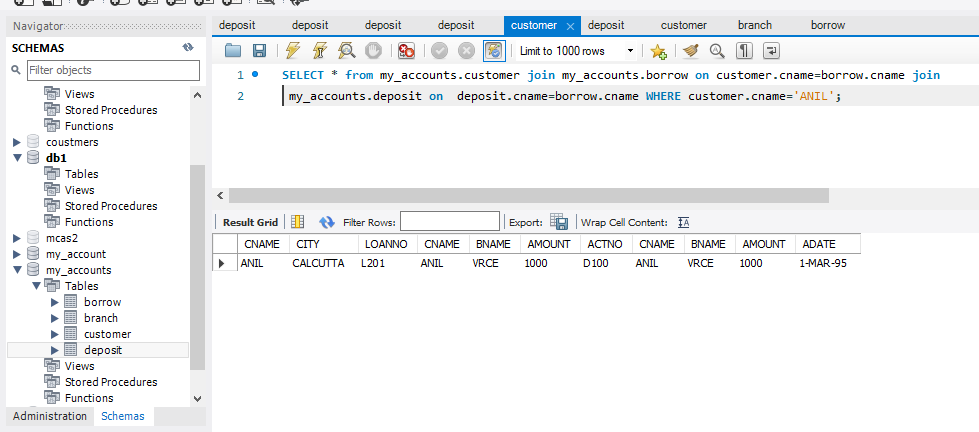 Navigator
SCHEMAS
Filter objects
Views
Stored Procedures
Functions
coustmers
db1
Tables
Views
Stored Procedures
Functions
mcas2
my_account
my_accounts
Tables
borrow
branch
customer
deposit
Views
Stored Procedures
Functions
Administration Schemas
deposit deposit deposit deposit customer deposit customer branch borrow
Limit to 1000 rows
1 SELECT * from my_accounts.customer join my_accounts.borrow on customer.cname=borrow.cname join
2 my_accounts.deposit on deposit.cname=borrow.cname WHERE customer.cname='ANIL';
Result Grid Filter Rows: Export: Wrap Cell Content:
CNAME CITY LOANNO CNAME BNAME AMOUNT ACTNO CNAME BNAME AMOUNT ADATE
ANIL CALCUTTA L201 ANIL VRCE 1000 D100 ANIL VRCE 1000 1-MAR-95